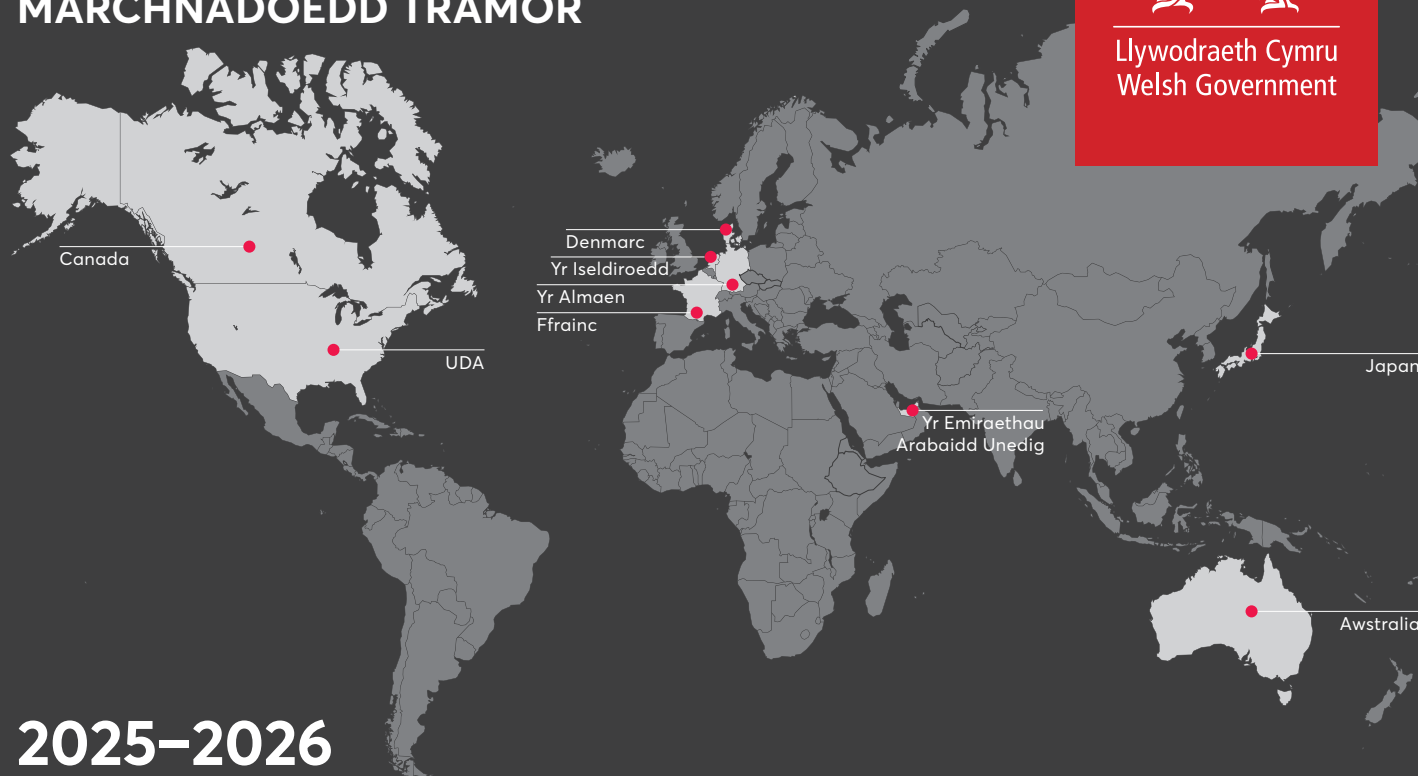 MARCHNADOEDD TRAMOR
Llywodraeth Cymru
Welsh Government
Canada
UDA
Denmarc
Yr Iseldiroedd
Yr Almaen
Ffrainc
Yr Emiraethau
Arabaidd Unedig
Japan
Awstralia
2025–2026